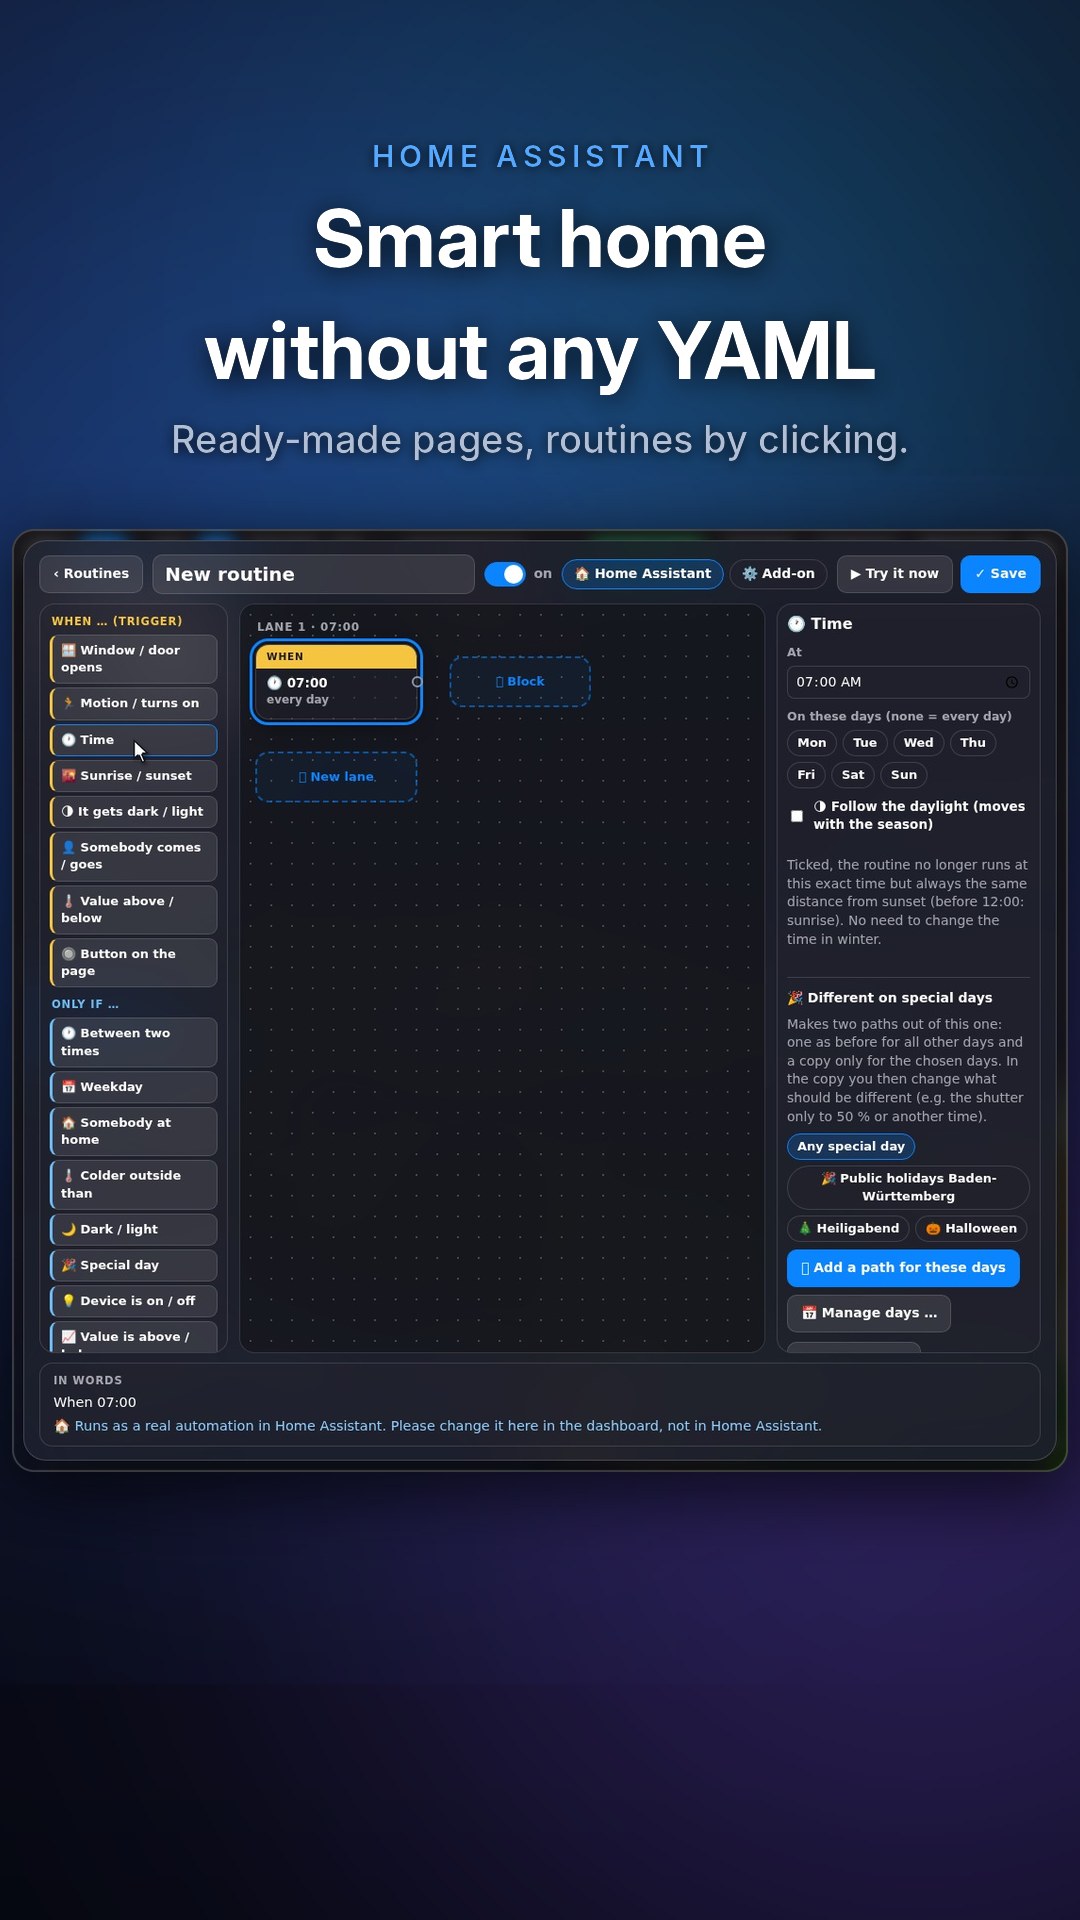 HOME ASSISTANT
Smart home
without any YAML
Ready-made pages, routines by clicking.
‹ Routines
New routine
on
🏠 Home Assistant
⚙️ Add-on
▶ Try it now
✓ Save
WHEN … (TRIGGER)
🪟 Window / door
opens
🏃 Motion / turns on
🕐 Time
🌇 Sunrise / sunset
🌗 It gets dark / light
👤 Somebody comes
/ goes
🌡️ Value above /
below
🔘 Button on the
page
ONLY IF …
🕐 Between two
times
📅 Weekday
🏠 Somebody at
home
🌡️ Colder outside
than
🌙 Dark / light
🎉 Special day
💡 Device is on / off
📈 Value is above /
LANE 1 · 07:00
WHEN
🕐 07:00
every day
Block
New lane
🕐 Time
At
07:00 AM
On these days (none = every day)
Mon
Tue
Wed
Thu
Fri
Sat
Sun
🌗 Follow the daylight (moves
with the season)
Ticked, the routine no longer runs at
this exact time but always the same
distance from sunset (before 12:00:
sunrise). No need to change the
time in winter.
🎉 Different on special days
Makes two paths out of this one:
one as before for all other days and
a copy only for the chosen days. In
the copy you then change what
should be different (e.g. the shutter
only to 50 % or another time).
Any special day
🎉 Public holidays Baden-
Württemberg
🎄 Heiligabend
🎃 Halloween
Add a path for these days
📅 Manage days …
IN WORDS
When 07:00
🏠 Runs as a real automation in Home Assistant. Please change it here in the dashboard, not in Home Assistant.